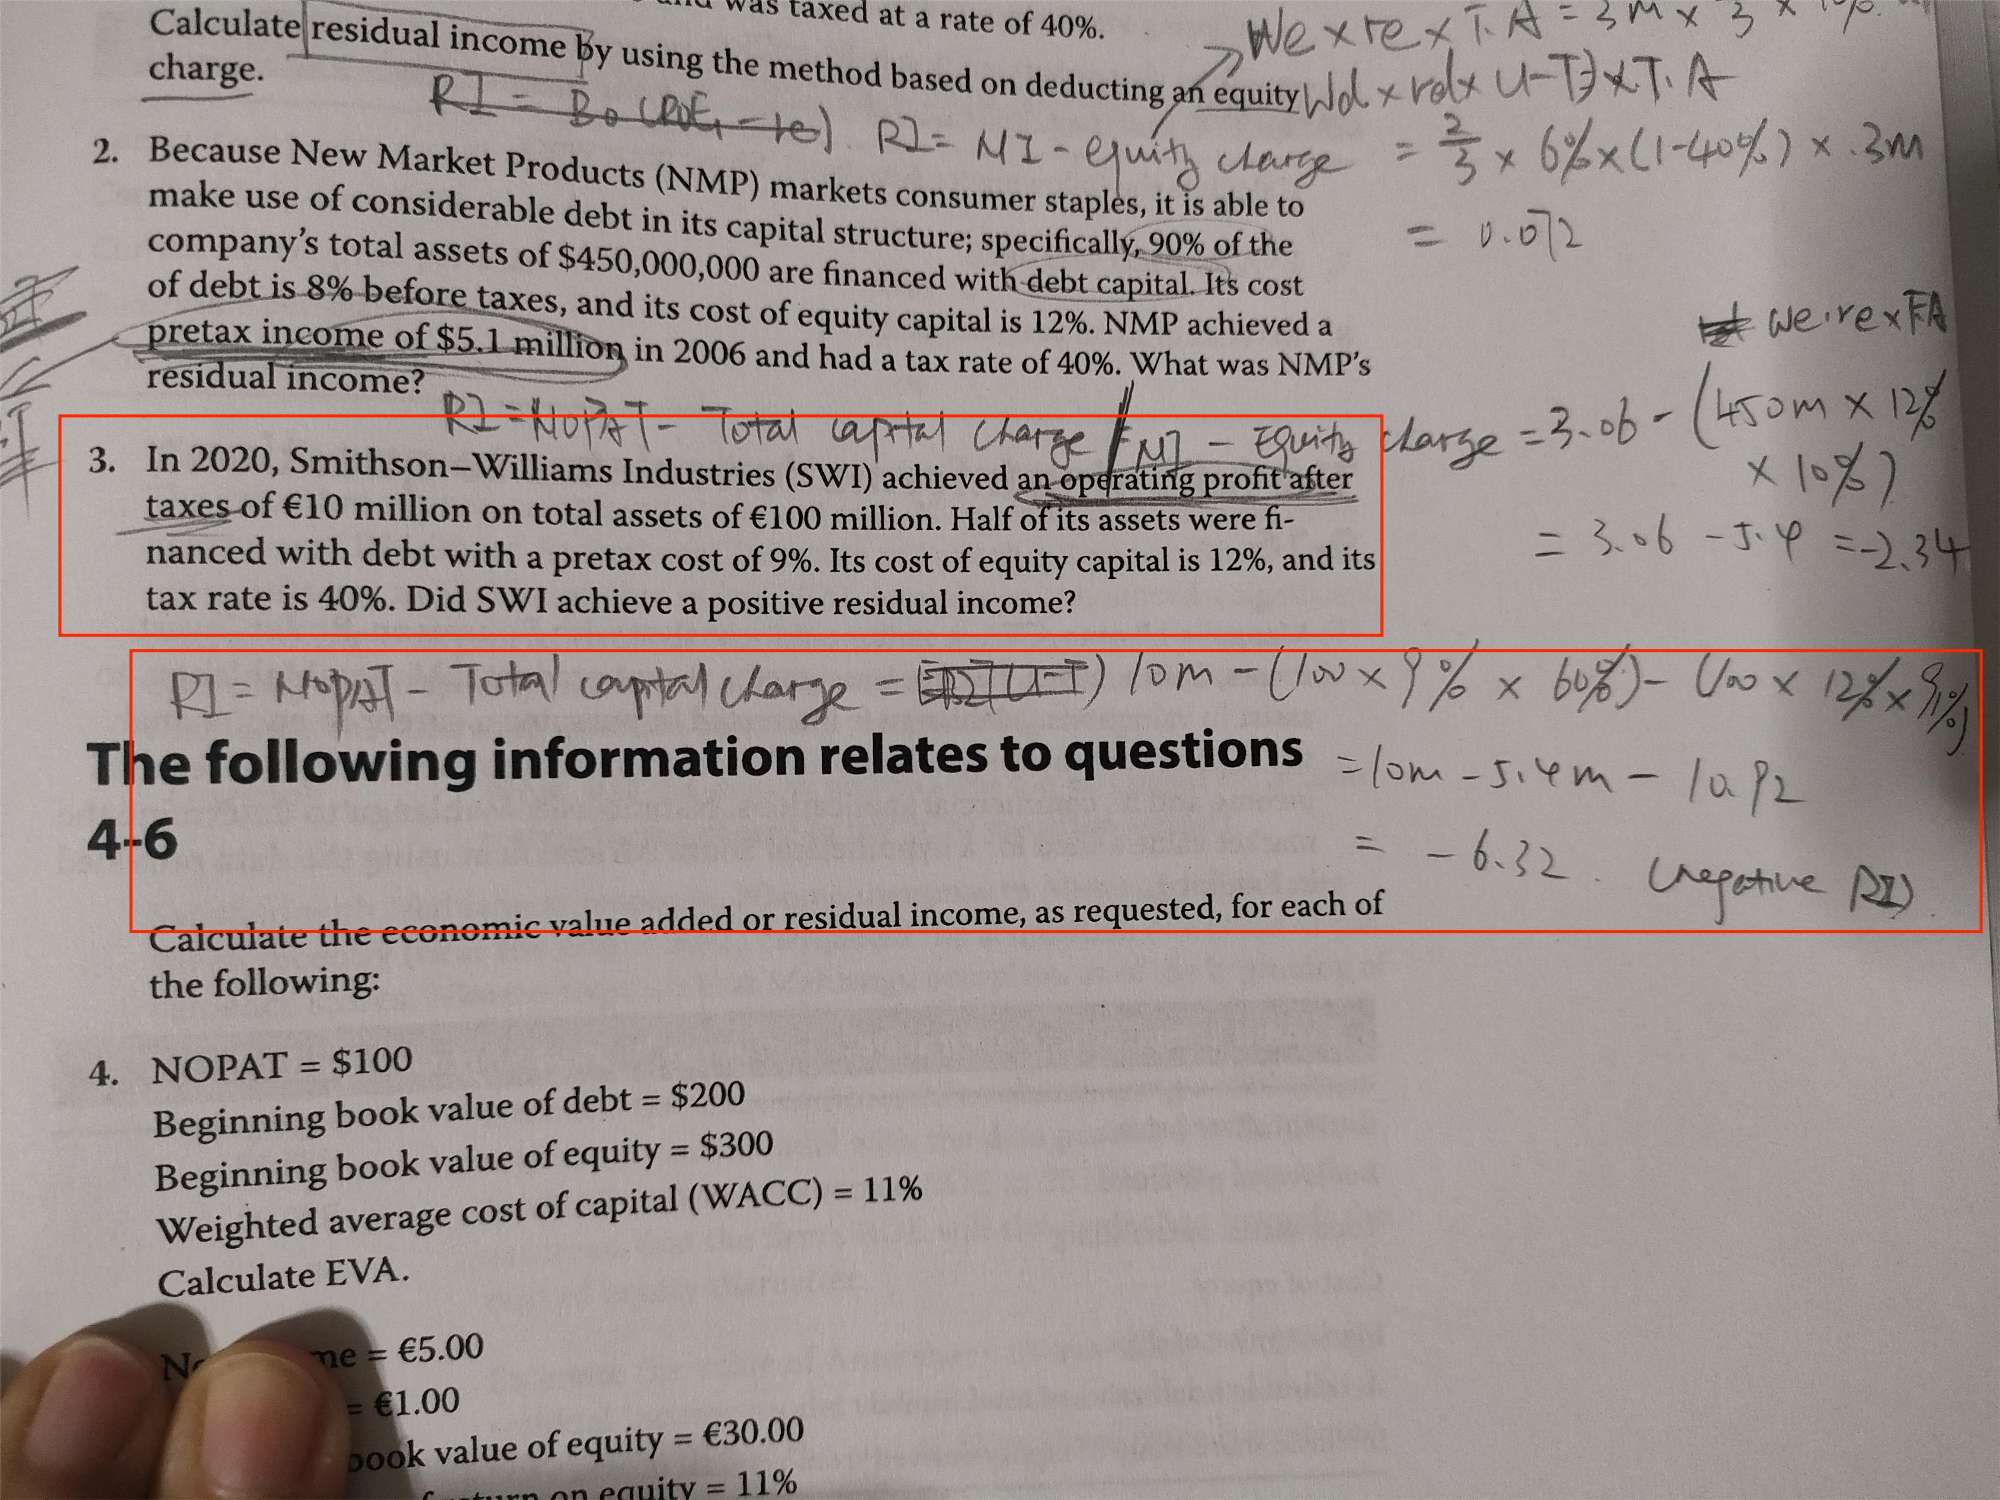 was taxed at a rate of 40%.
We x re x T.A = 3m x
Calculate residual income by using the method based on deducting an equity
charge.
Wd x rd x (1-T) x T.A
RI = B0 (ROE - re)
RI = NI - equity charge
= 2/3 x 6% x (1-40%) x 3m
= 0.072
2. Because New Market Products (NMP) markets consumer staples, it is able to
make use of considerable debt in its capital structure; specifically, 90% of the
company's total assets of $450,000,000 are financed with debt capital. Its cost
of debt is 8% before taxes, and its cost of equity capital is 12%. NMP achieved a
pretax income of $5.1 million in 2006 and had a tax rate of 40%. What was NMP's
residual income?
We·re x TA
RI = NOPAT - Total capital charge / NI - Equity charge = 3.06 - (450m x 12%
x 10%)
= 3.06 - 5.4 = -2.34
3. In 2020, Smithson–Williams Industries (SWI) achieved an operating profit after
taxes of €10 million on total assets of €100 million. Half of its assets were fi-
nanced with debt with a pretax cost of 9%. Its cost of equity capital is 12%, and its
tax rate is 40%. Did SWI achieve a positive residual income?
RI = NOPAT - Total capital charge = 10m - (100 x 9% x 60%) - (100 x 12% x 91%)
= 10m - 5.4m - 10.92
= -6.32. (negative RI)
The following information relates to questions
4-6
Calculate the economic value added or residual income, as requested, for each of
the following:
4. NOPAT = $100
Beginning book value of debt = $200
Beginning book value of equity = $300
Weighted average cost of capital (WACC) = 11%
Calculate EVA.
= €5.00
= €1.00
book value of equity = €30.00
on equity = 11%